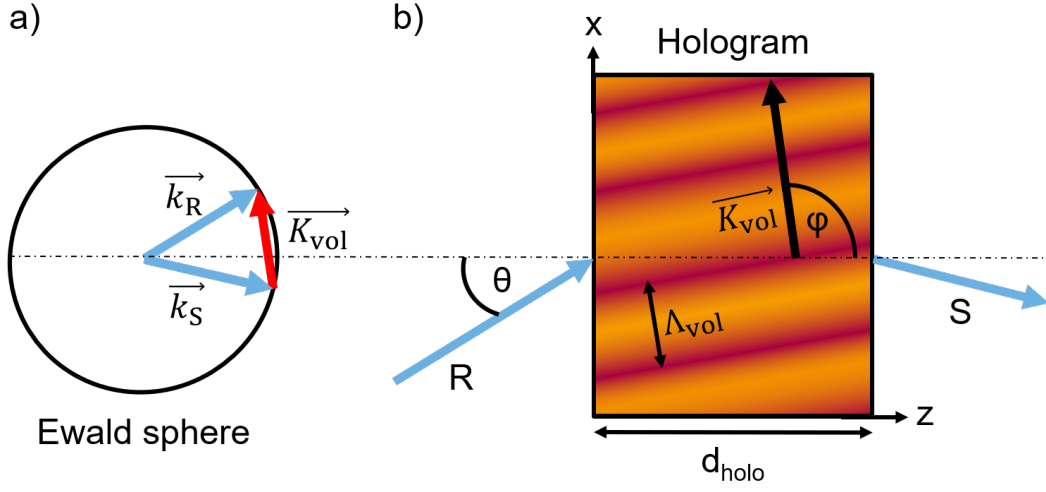 a)
b)
x
Hologram
k_R
K_vol
k_S
θ
R
K_vol
φ
Λ_vol
S
z
Ewald sphere
d_holo